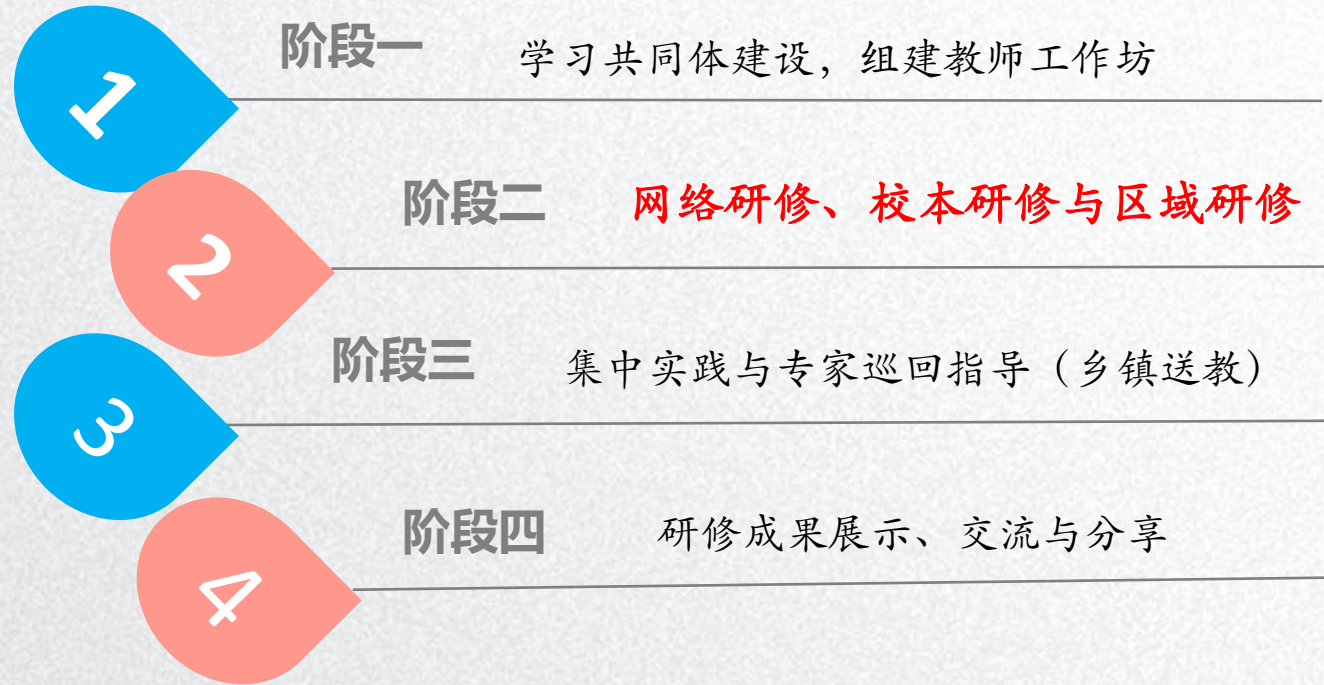 1
阶段一 学习共同体建设，组建教师工作坊
2
阶段二 网络研修、校本研修与区域研修
3
阶段三 集中实践与专家巡回指导（乡镇送教）
4
阶段四 研修成果展示、交流与分享